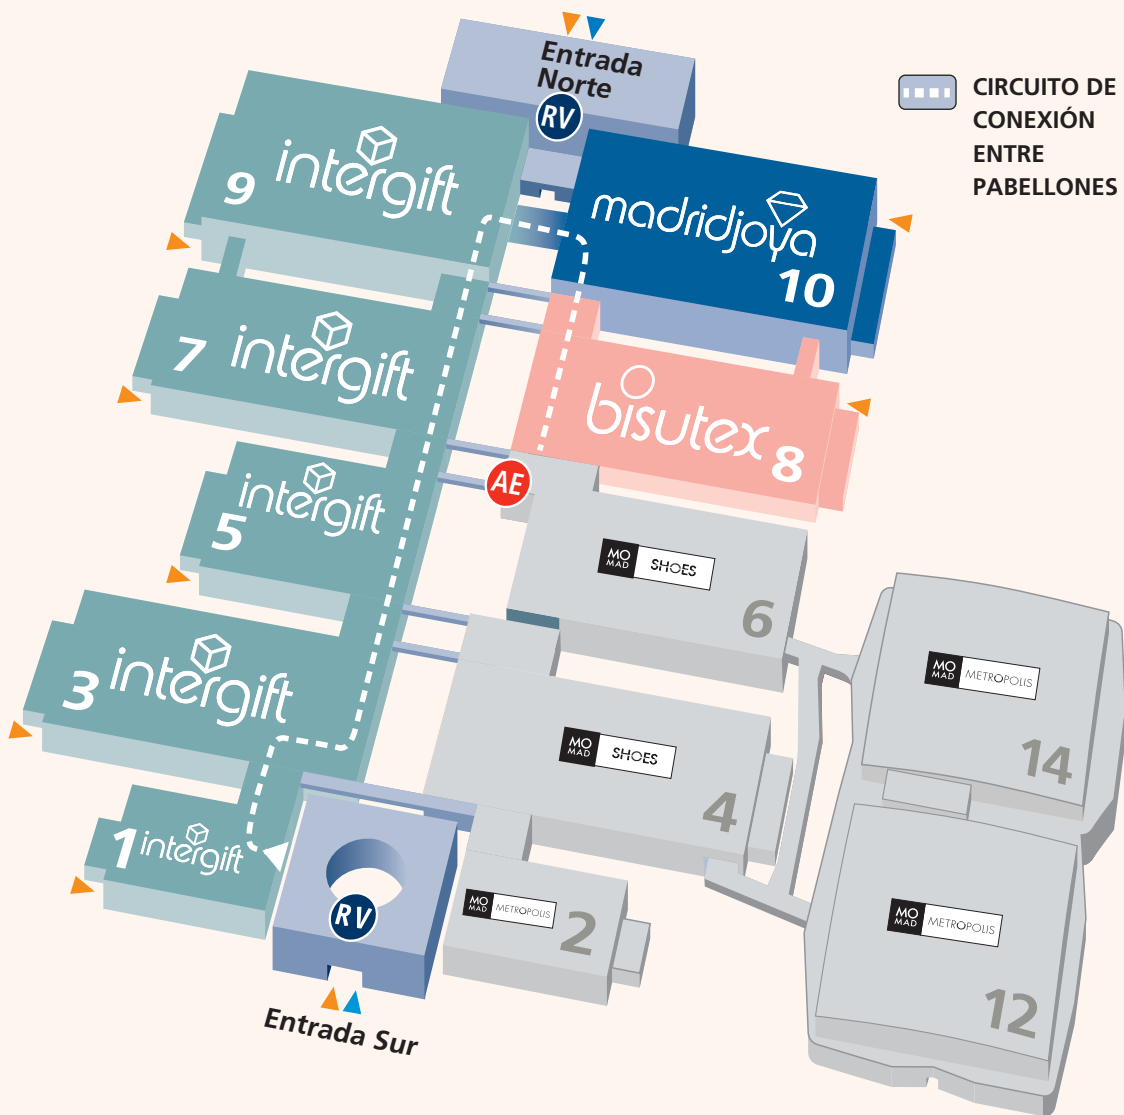 Entrada
Norte
RV
CIRCUITO DE
CONEXIÓN
ENTRE
PABELLONES
9
intergift
madridjoya
10
7
intergift
bisutex
8
AE
5
intergift
MO
MAD
SHOES
6
3
intergift
MO
MAD
METROPOLIS
14
MO
MAD
SHOES
4
1
intergift
RV
MO
MAD
METROPOLIS
2
MO
MAD
METROPOLIS
12
Entrada Sur